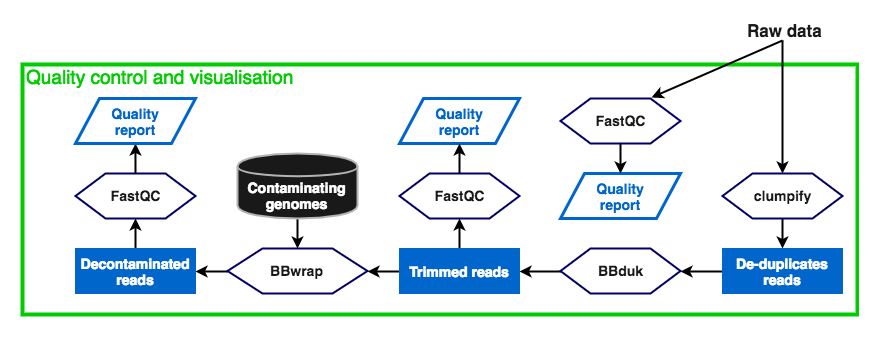 Raw data
Quality control and visualisation
Quality
report
Quality
report
FastQC
FastQC
Contaminating
genomes
FastQC
Quality
report
clumpify
Decontaminated
reads
BBwrap
Trimmed reads
BBduk
De-duplicates
reads